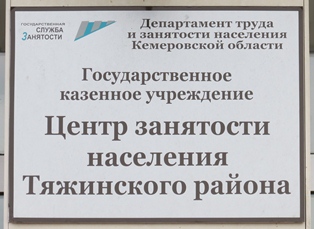 ГОСУДАРСТВЕННАЯ
СЛУЖБА
ЗАНЯТОСТИ
Департамент труда
и занятости населения
Кемеровской области
Государственное
казенное учреждение
Центр занятости
населения
Тяжинского района